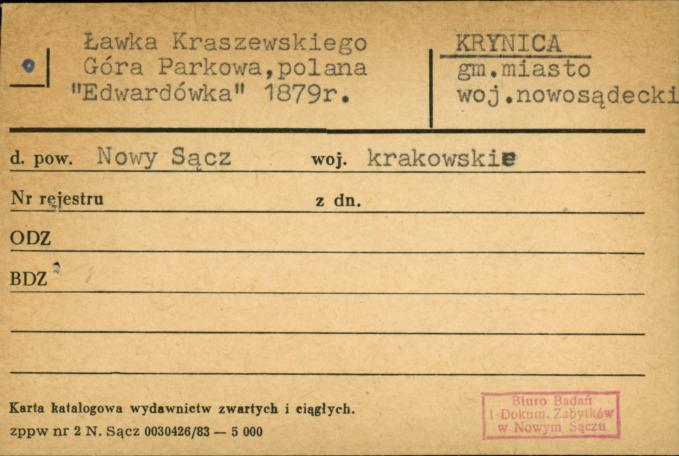 Ławka Kraszewskiego
Góra Parkowa,polana
"Edwardówka" 1879r.
KRYNICA
gm.miasto
woj.nowosądecki
d. pow. Nowy Sącz woj. krakowskie
Nr rejestru z dn.
ODZ
BDZ
Karta katalogowa wydawnictw zwartych i ciągłych.
zppw nr 2 N. Sącz 0030426/83 — 5 000
Biuro Badań
i Dokum. Zabytków
w Nowym Sączu